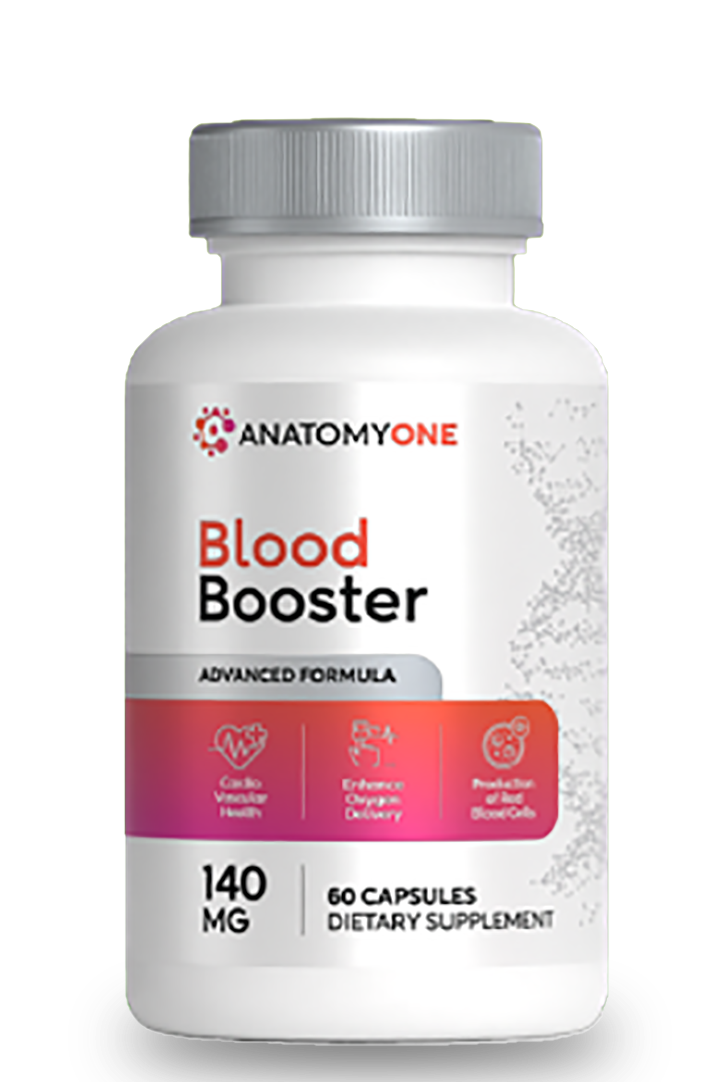 ANATOMYONE
Blood
Booster
ADVANCED FORMULA
Cardio
Vascular
Health
Enhance
Oxygen
Delivery
Production
of Red
Blood Cells
140
MG
60 CAPSULES
DIETARY SUPPLEMENT